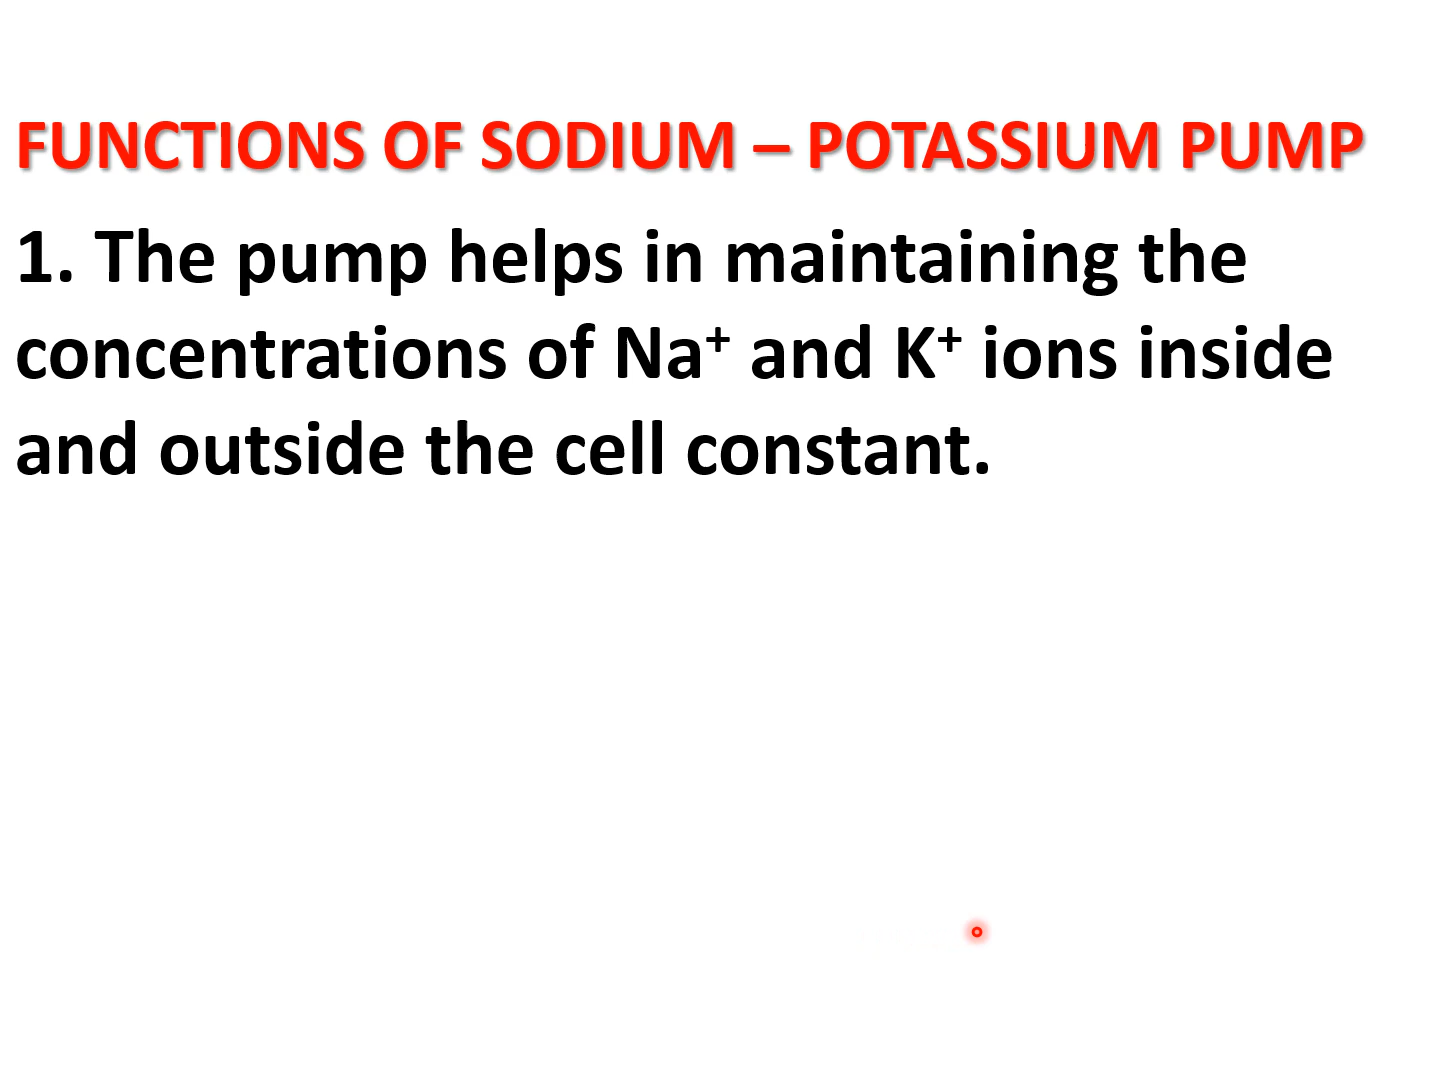 FUNCTIONS OF SODIUM – POTASSIUM PUMP
1. The pump helps in maintaining the
concentrations of Na⁺ and K⁺ ions inside
and outside the cell constant.